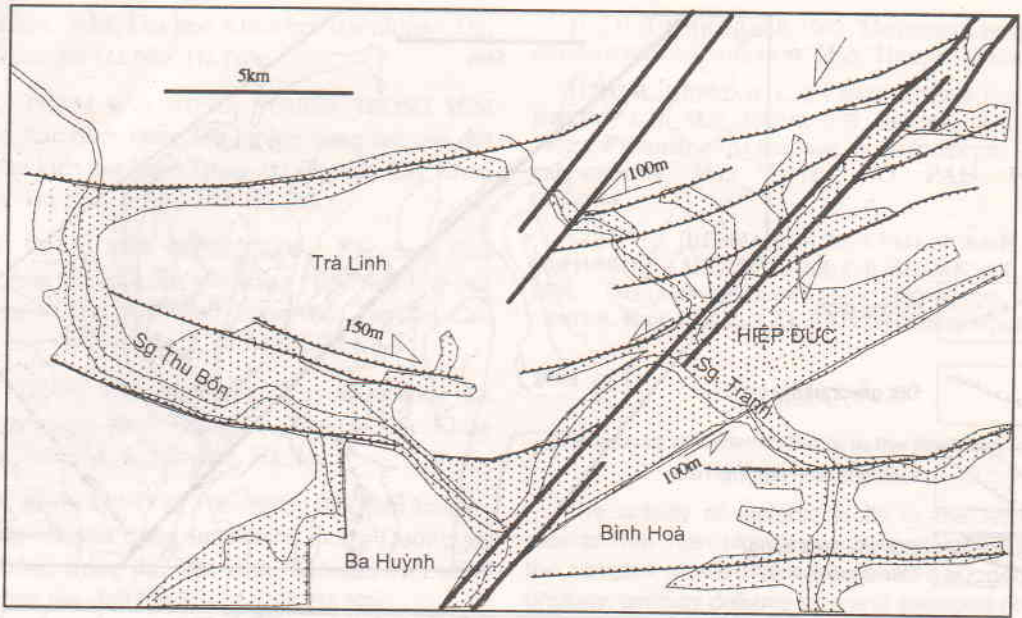 5km
100m
Trà Linh
150m
HIỆP ĐỨC
Sg. Thu Bồn
Sg. Tranh
100m
Bình Hoà
Ba Huỳnh